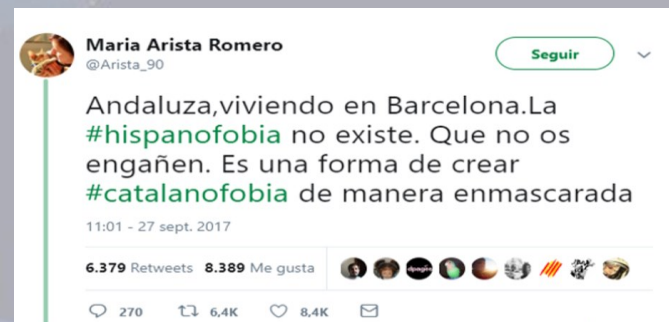 Maria Arista Romero
@Arista_90
Seguir
Andaluza,viviendo en Barcelona.La
#hispanofobia no existe. Que no os
engañen. Es una forma de crear
#catalanofobia de manera enmascarada
11:01 - 27 sept. 2017
6.379 Retweets 8.389 Me gusta
270 6,4K 8,4K